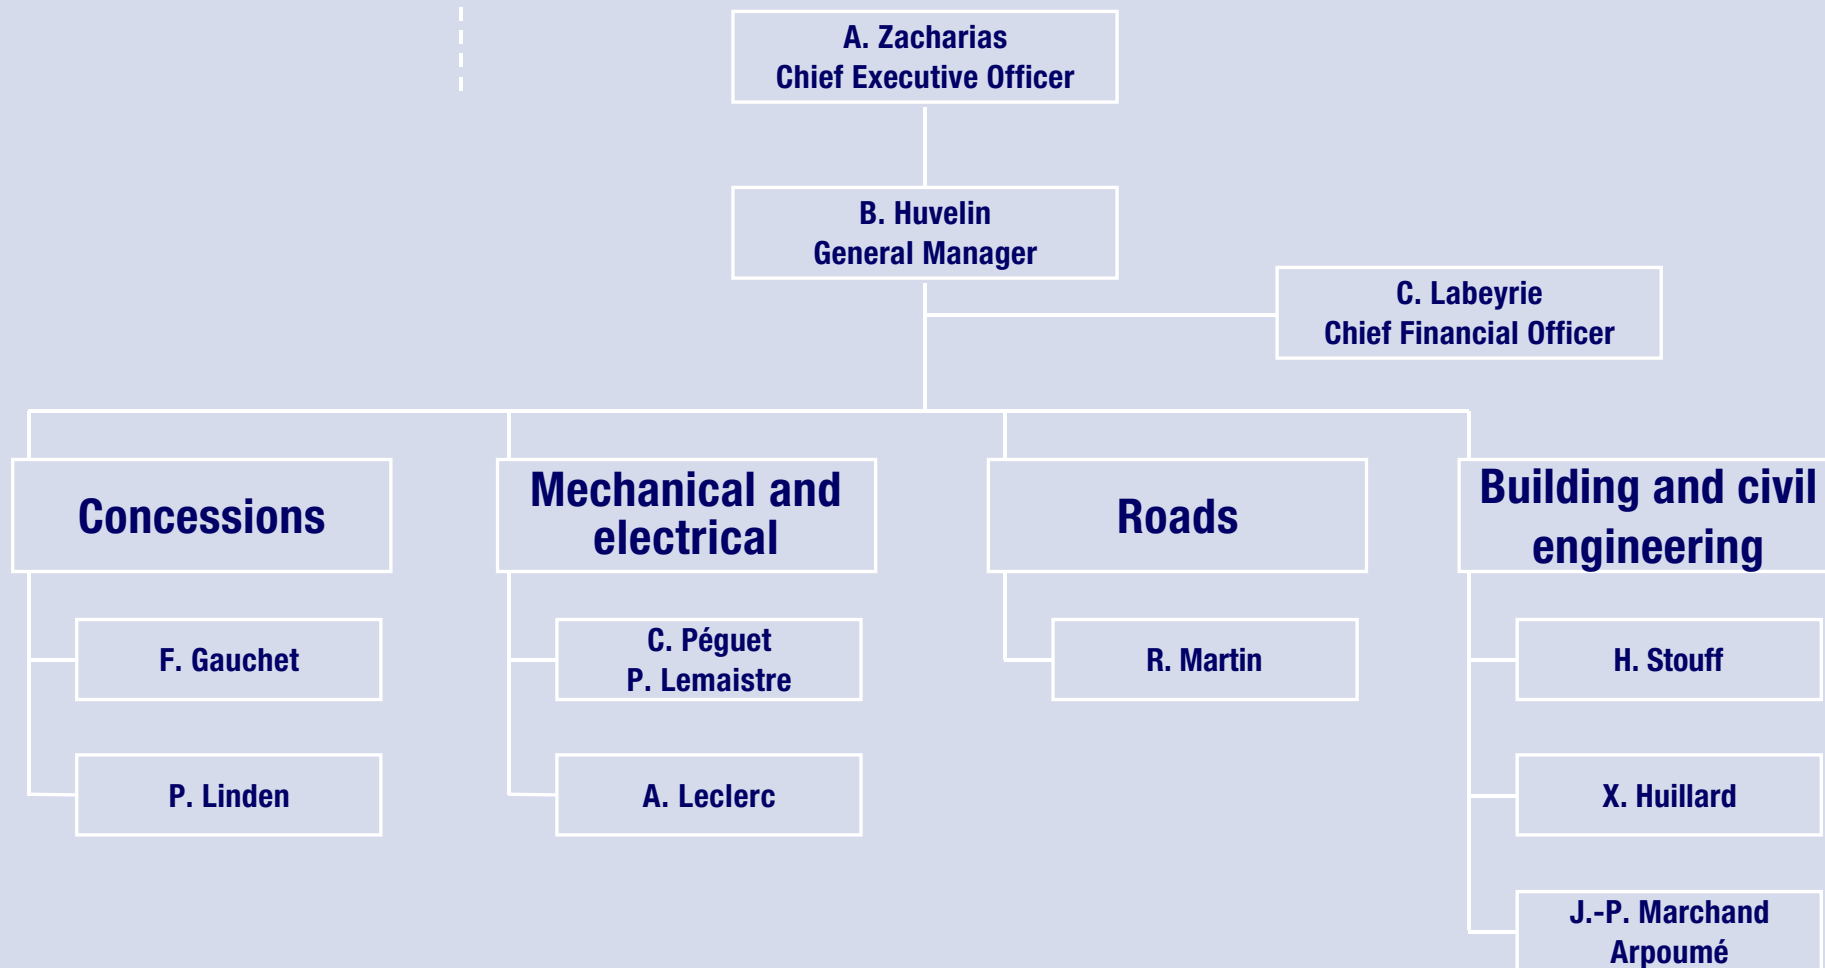 A. Zacharias
Chief Executive Officer
B. Huvelin
General Manager
C. Labeyrie
Chief Financial Officer
Concessions
Mechanical and
electrical
Roads
Building and civil
engineering
F. Gauchet
C. Péguet
P. Lemaistre
R. Martin
H. Stouff
P. Linden
A. Leclerc
X. Huillard
J.-P. Marchand
Arpoumé